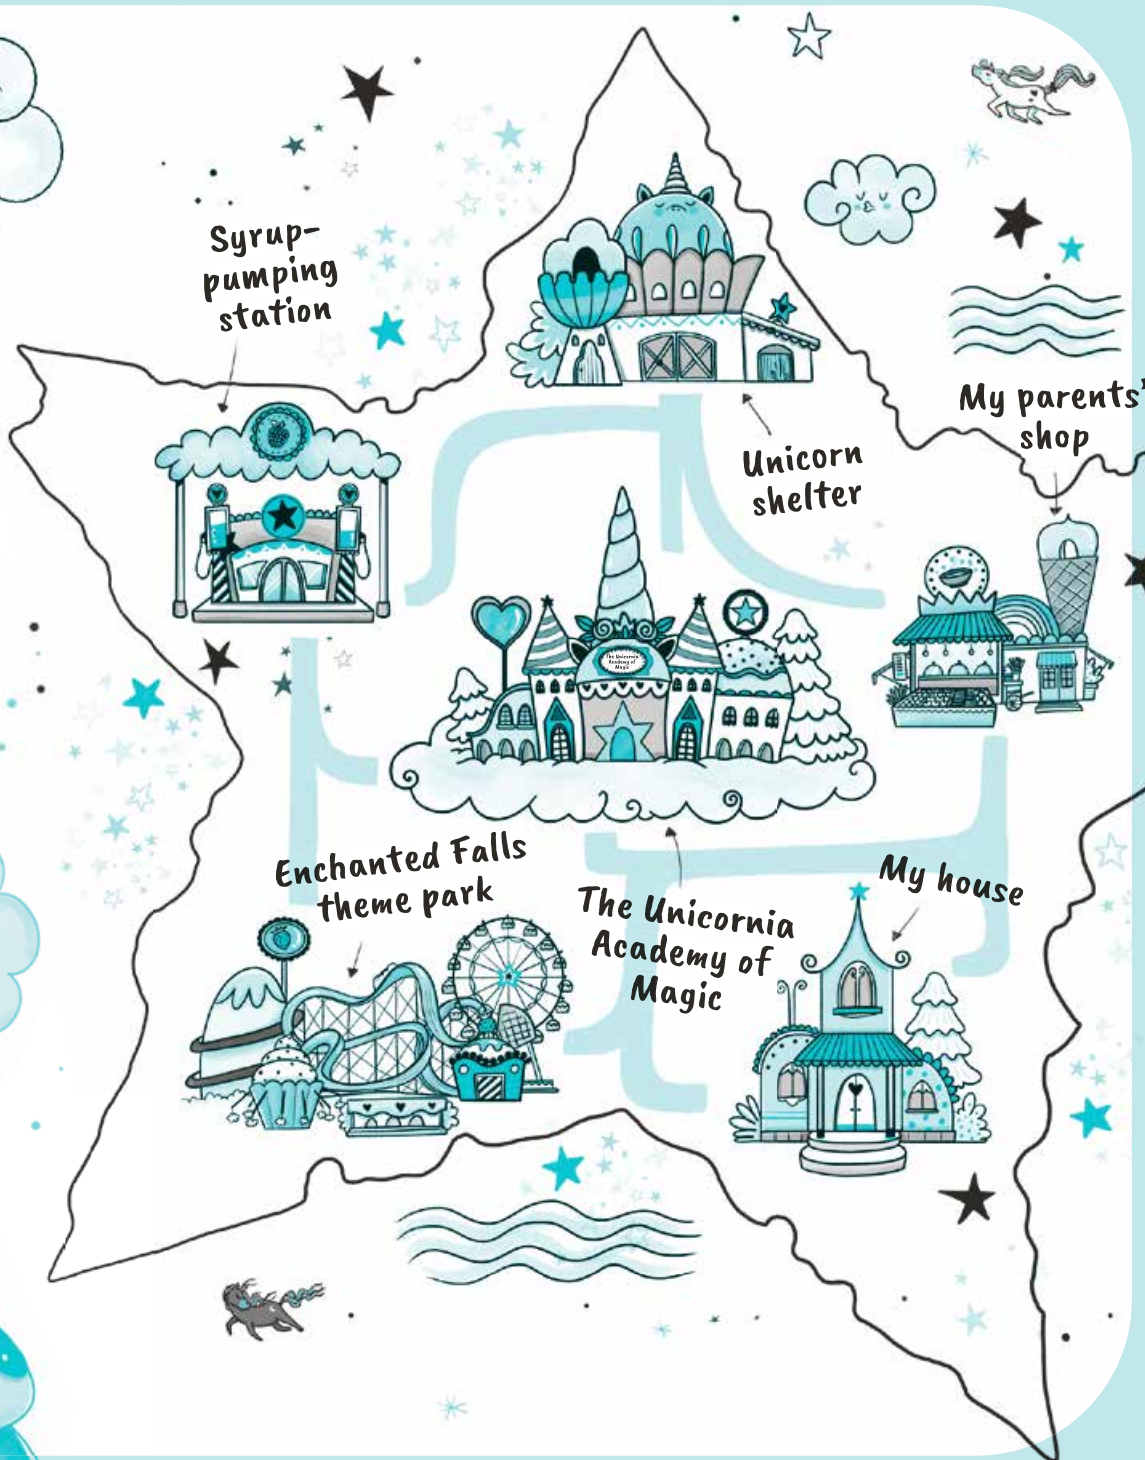 Syrup-
pumping
station
My parents'
shop
Unicorn
shelter
The Unicornia
Academy of
Magic
Enchanted Falls
theme park
The Unicornia
Academy of
Magic
My house